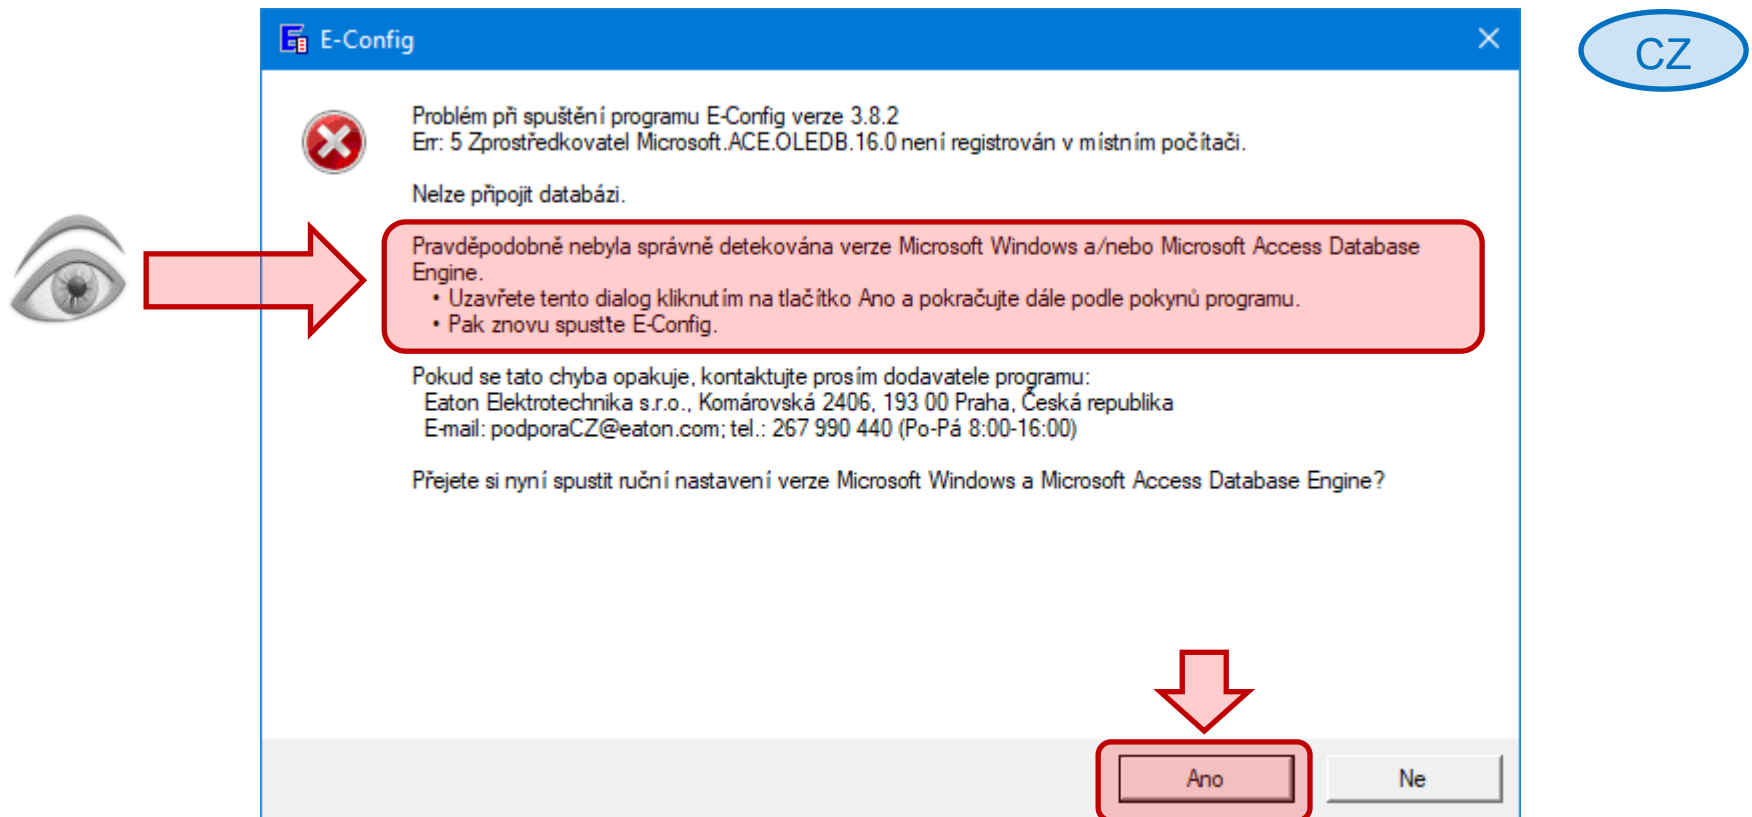 E-Config
CZ
Problém při spuštění programu E-Config verze 3.8.2
Err: 5 Zprostředkovatel Microsoft.ACE.OLEDB.16.0 není registrován v místním počítači.
Nelze připojit databázi.
Pravděpodobně nebyla správně detekována verze Microsoft Windows a/nebo Microsoft Access Database
Engine.
• Uzavřete tento dialog kliknutím na tlačítko Ano a pokračujte dále podle pokynů programu.
• Pak znovu spusťte E-Config.
Pokud se tato chyba opakuje, kontaktujte prosím dodavatele programu:
Eaton Elektrotechnika s.r.o., Komárovská 2406, 193 00 Praha, Česká republika
E-mail: podporaCZ@eaton.com; tel.: 267 990 440 (Po-Pá 8:00-16:00)
Přejete si nyní spustit ruční nastavení verze Microsoft Windows a Microsoft Access Database Engine?
Ano
Ne